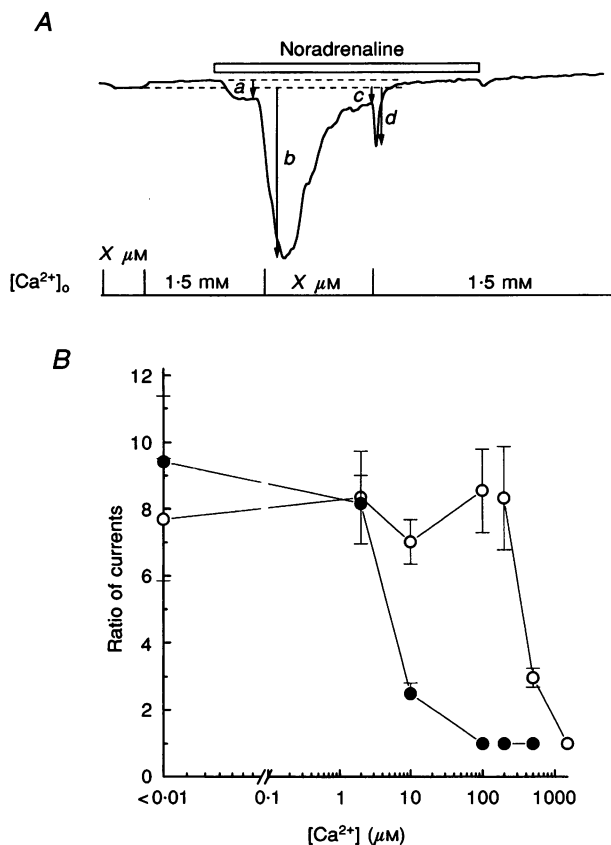 A
Noradrenaline
a
c
d
b
X μM
[Ca²⁺]ₒ
1·5 mM
X μM
1·5 mM
B
12
10
8
6
4
2
0
Ratio of currents
<0·01
0·1
1
10
100
1000
[Ca²⁺] (μM)